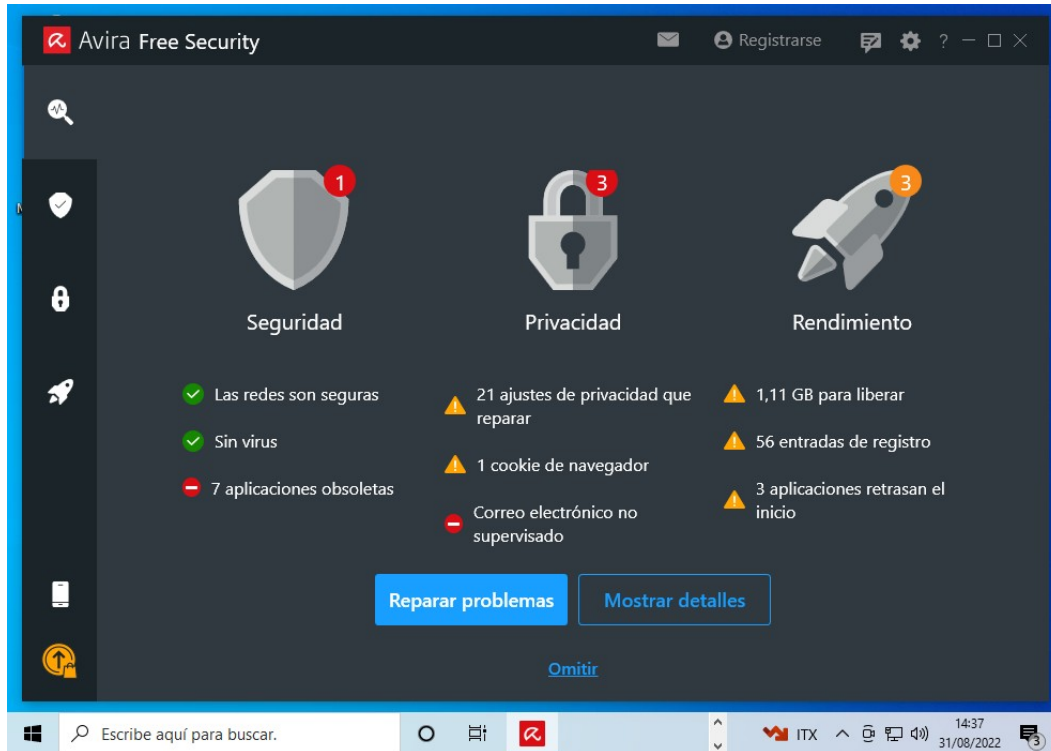 Avira Free Security
Registrarse
?
1
3
3
Seguridad
Privacidad
Rendimiento
Las redes son seguras
Sin virus
7 aplicaciones obsoletas
21 ajustes de privacidad que
reparar
1 cookie de navegador
Correo electrónico no
supervisado
1,11 GB para liberar
56 entradas de registro
3 aplicaciones retrasan el
inicio
Reparar problemas
Mostrar detalles
Omitir
Escribe aquí para buscar.
ITX
14:37
31/08/2022
3